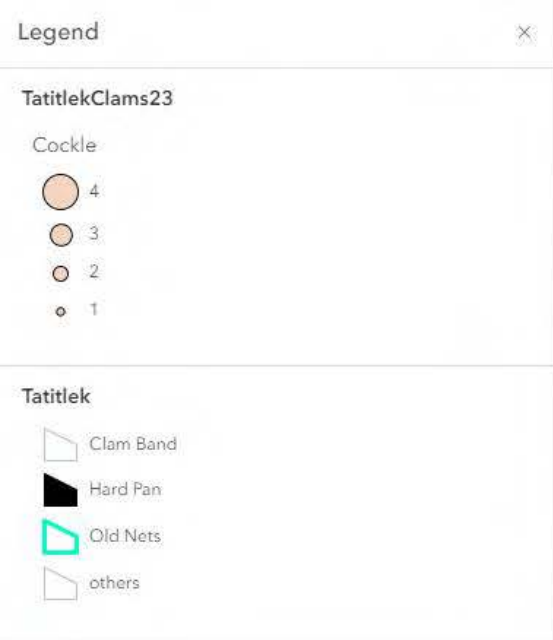 Legend
TatitlekClams23
Cockle
4
3
2
1
Tatitlek
Clam Band
Hard Pan
Old Nets
others